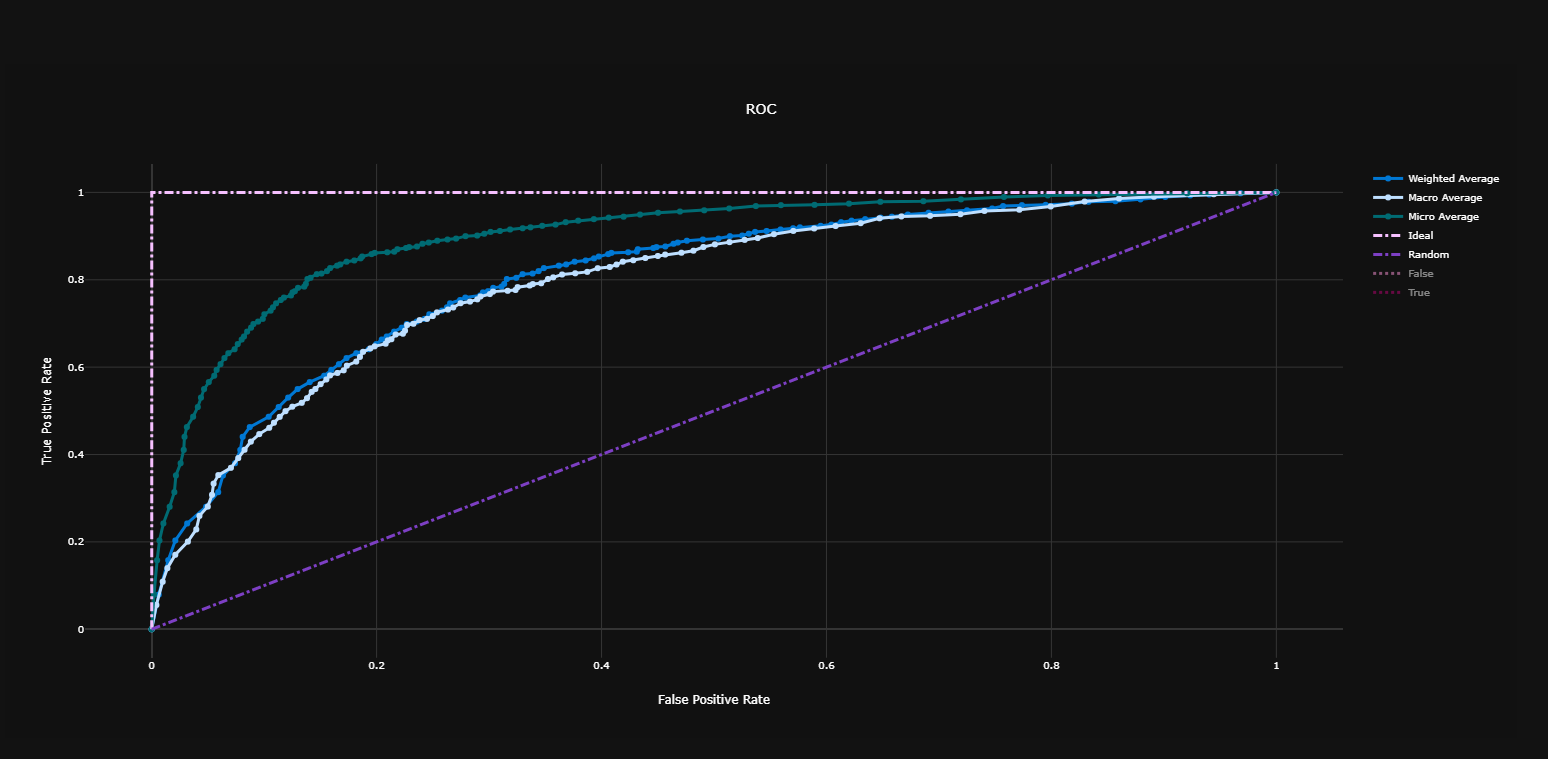 ROC
Weighted Average
Macro Average
Micro Average
Ideal
Random
False
True
True Positive Rate
1
0.8
0.6
0.4
0.2
0
0 0.2 0.4 0.6 0.8 1
False Positive Rate